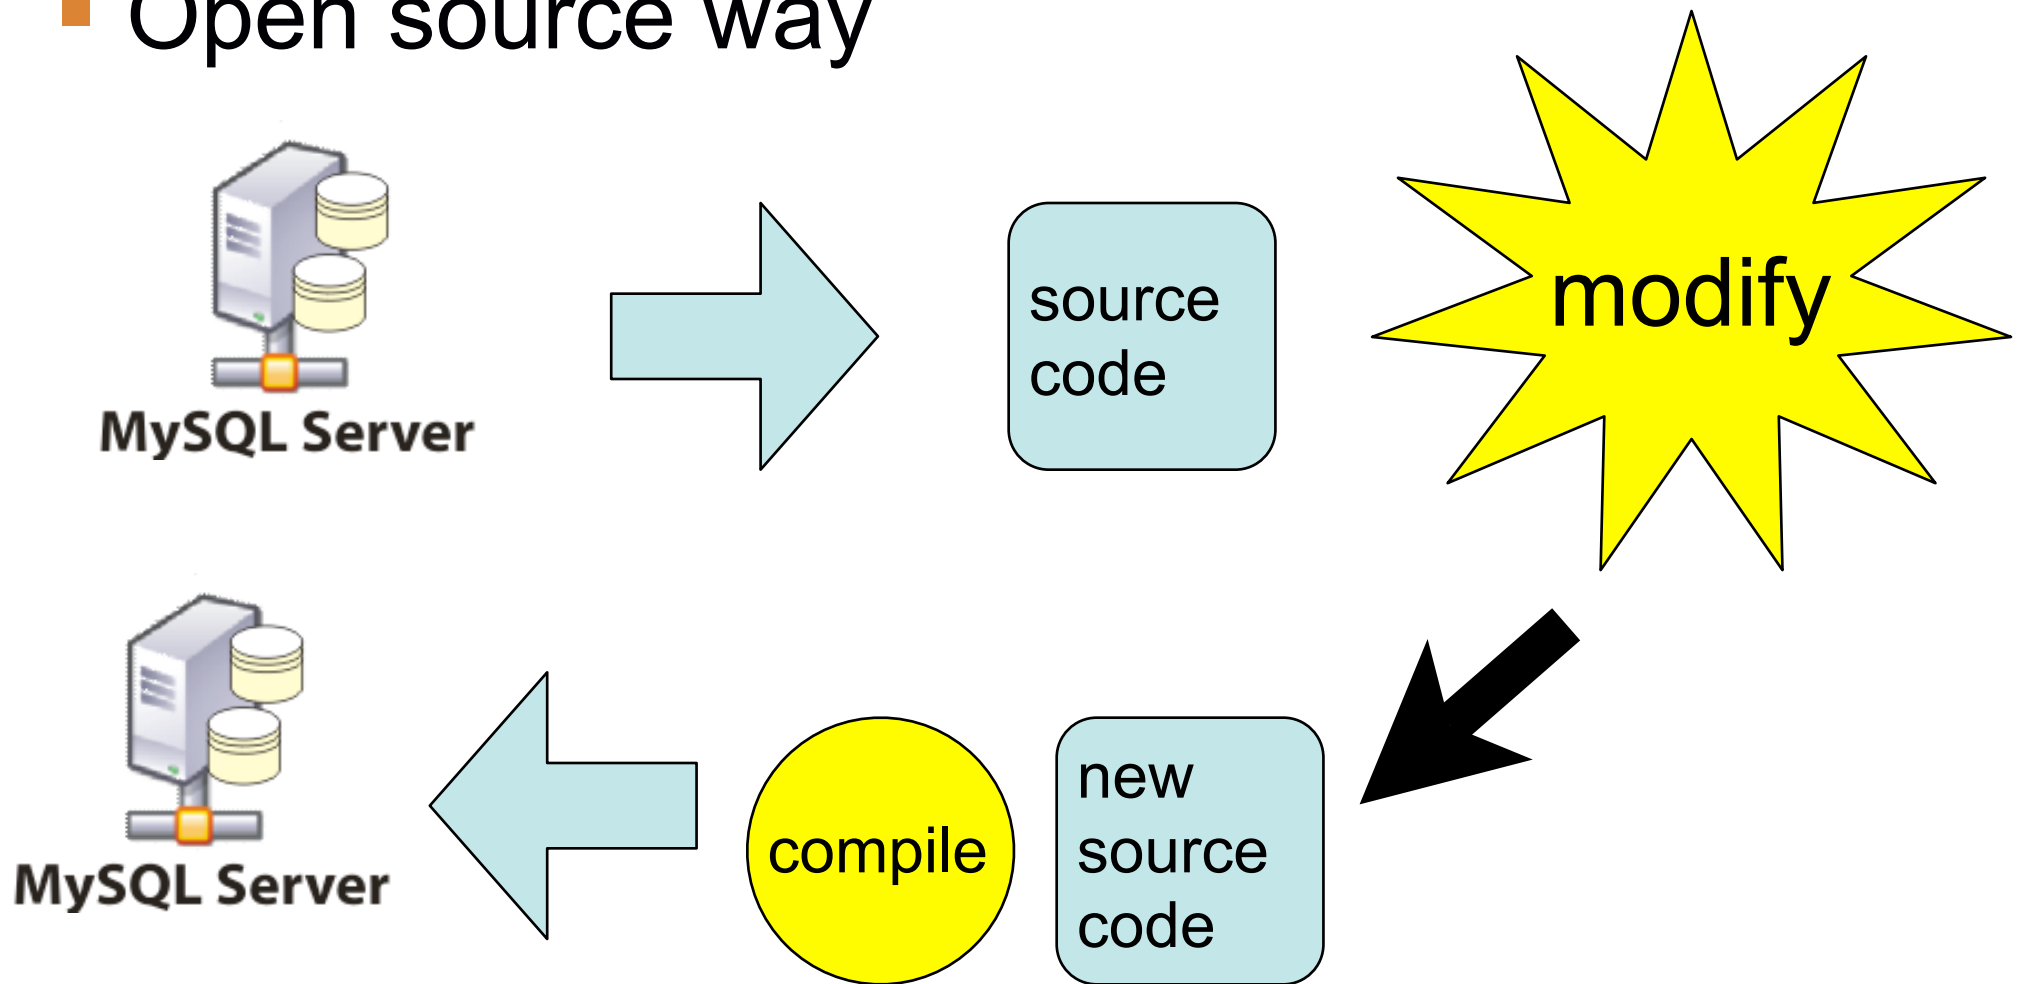 Open source way
MySQL Server
source
code
modify
new
source
code
compile
MySQL Server